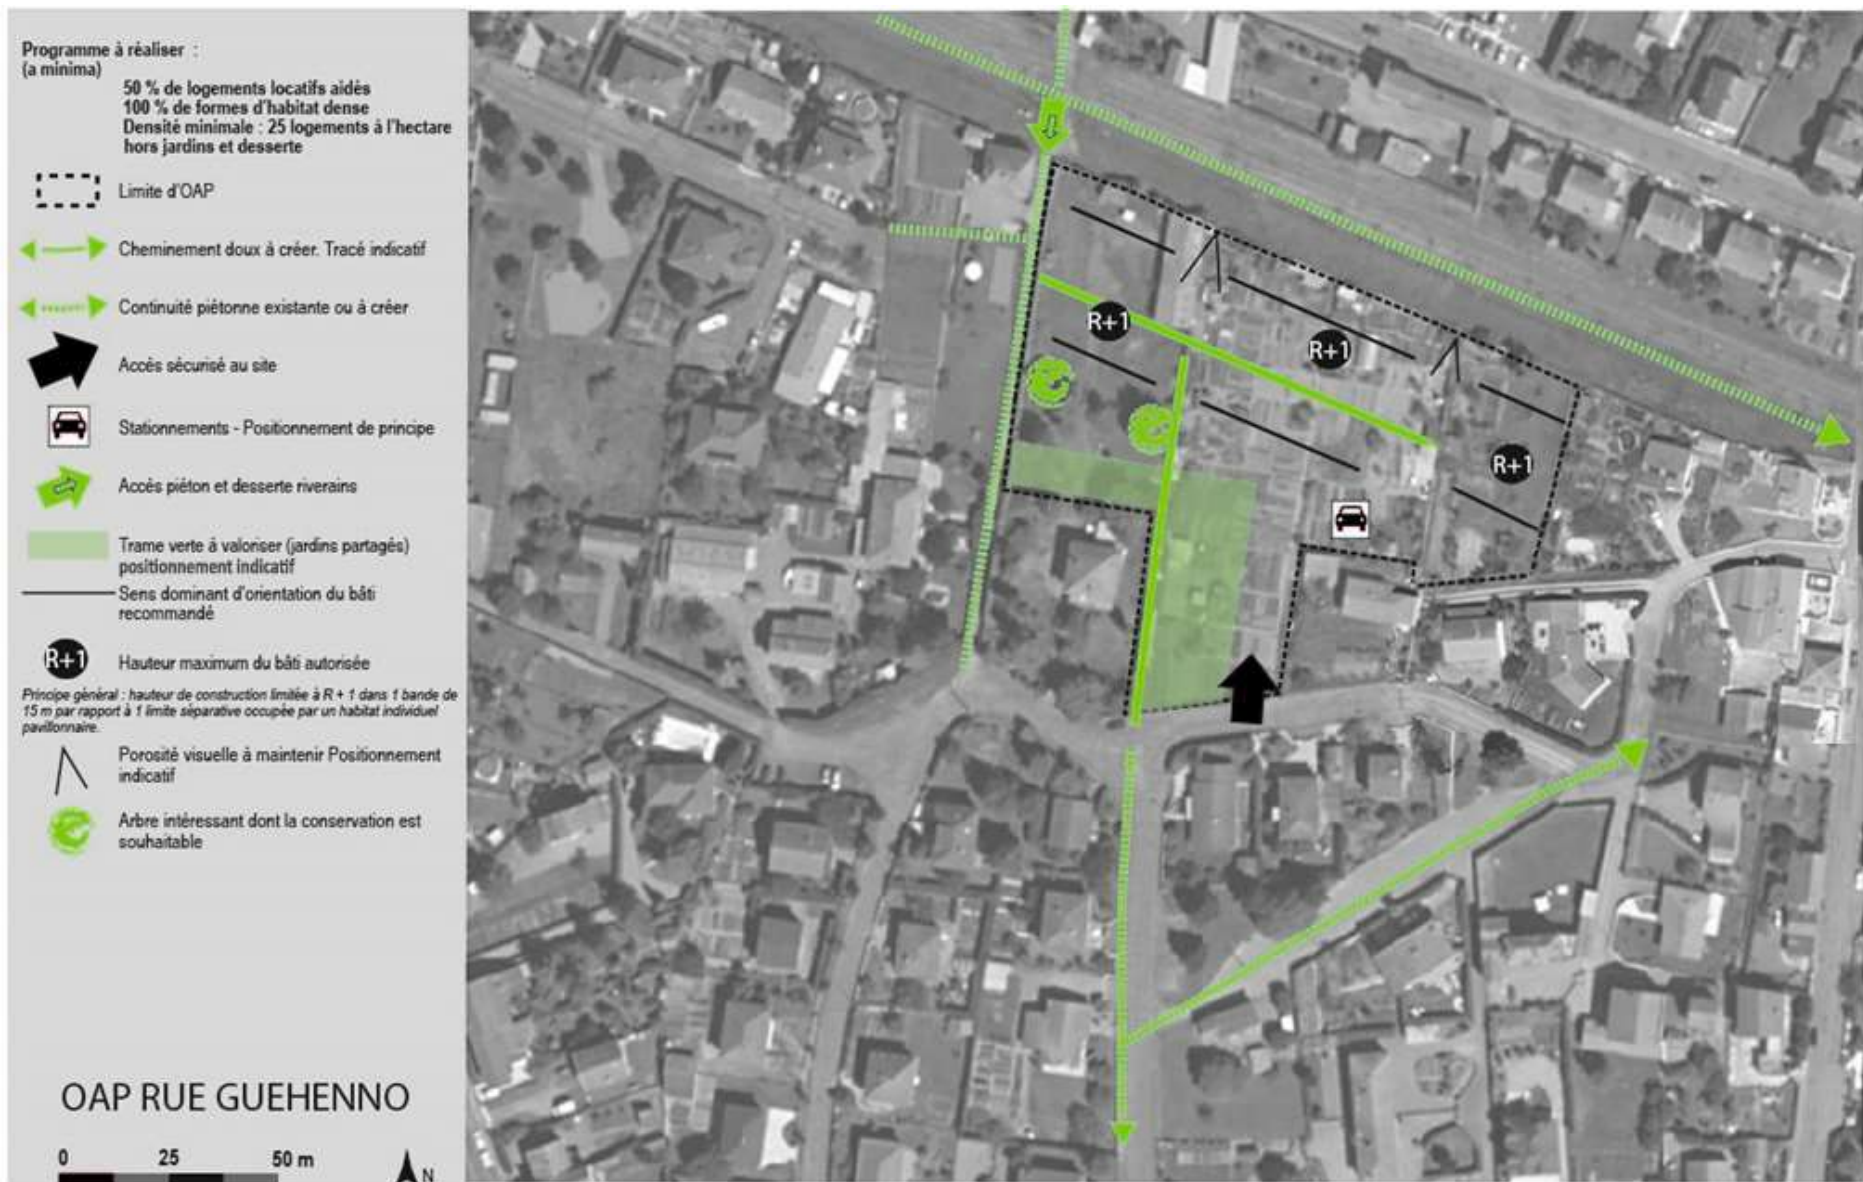 Programme à réaliser :
(a minima)
50 % de logements locatifs aidés
100 % de formes d'habitat dense
Densité minimale : 25 logements à l'hectare
hors jardins et desserte
Limite d'OAP
Cheminement doux à créer. Tracé indicatif
Continuité piétonne existante ou à créer
Accès sécurisé au site
Stationnements - Positionnement de principe
Accès piéton et desserte riverains
Trame verte à valoriser (jardins partagés)
positionnement indicatif
Sens dominant d'orientation du bâti
recommandé
R+1
Hauteur maximum du bâti autorisée
Principe général : hauteur de construction limitée à R + 1 dans 1 bande de
15 m par rapport à 1 limite séparative occupée par un habitat individuel
pavillonnaire.
Porosité visuelle à maintenir Positionnement
indicatif
Arbre intéressant dont la conservation est
souhaitable
OAP RUE GUEHENNO
0 25 50 m
N
R+1
R+1
R+1